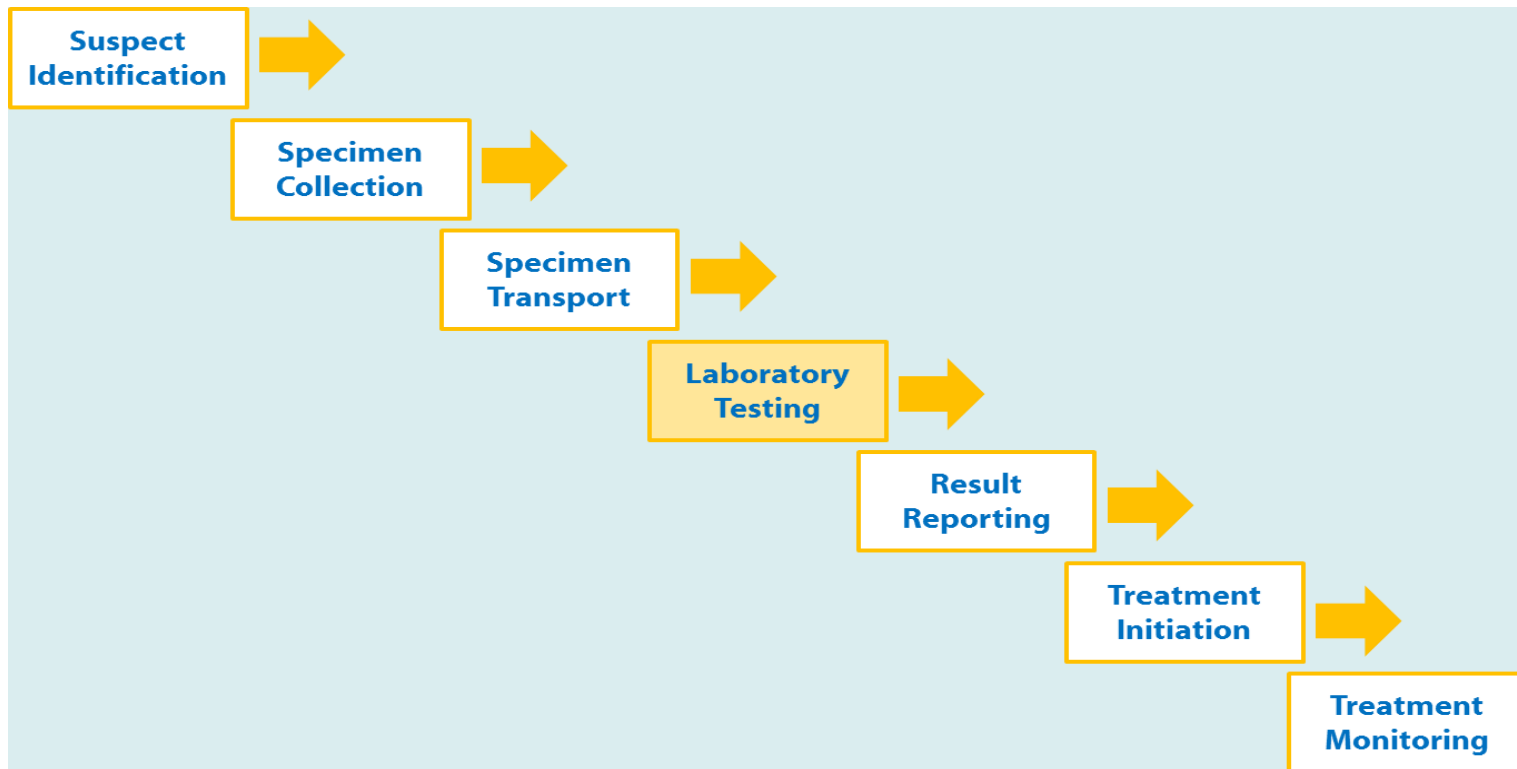 Suspect
Identification
Specimen
Collection
Specimen
Transport
Laboratory
Testing
Result
Reporting
Treatment
Initiation
Treatment
Monitoring